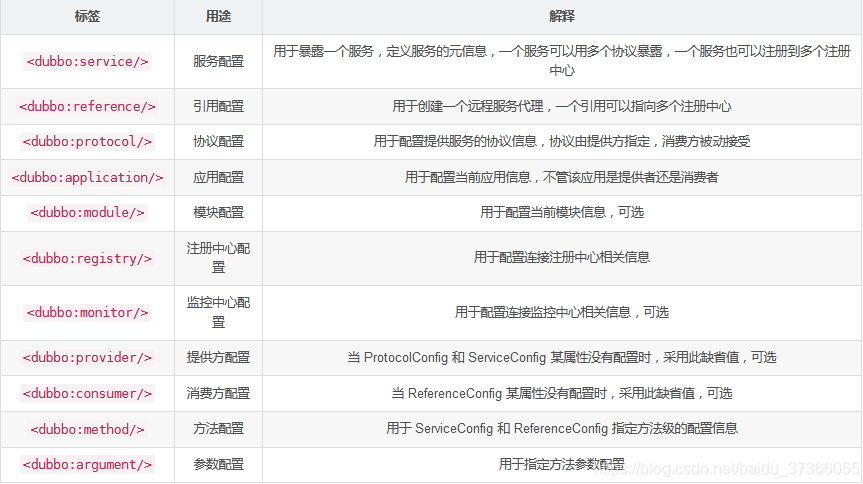 标签 用途 解释
<dubbo:service/> 服务配置 用于暴露一个服务，定义服务的元信息，一个服务可以用多个协议暴露，一个服务也可以注册到多个注册
中心
<dubbo:reference/> 引用配置 用于创建一个远程服务代理，一个引用可以指向多个注册中心
<dubbo:protocol/> 协议配置 用于配置提供服务的协议信息，协议由提供方指定，消费方被动接受
<dubbo:application/> 应用配置 用于配置当前应用信息，不管该应用是提供者还是消费者
<dubbo:module/> 模块配置 用于配置当前模块信息，可选
<dubbo:registry/> 注册中心配
置 用于配置连接注册中心相关信息
<dubbo:monitor/> 监控中心配
置 用于配置连接监控中心相关信息，可选
<dubbo:provider/> 提供方配置 当 ProtocolConfig 和 ServiceConfig 某属性没有配置时，采用此缺省值，可选
<dubbo:consumer/> 消费方配置 当 ReferenceConfig 某属性没有配置时，采用此缺省值，可选
<dubbo:method/> 方法配置 用于 ServiceConfig 和 ReferenceConfig 指定方法级的配置信息
<dubbo:argument/> 参数配置 用于指定方法参数配置
https://blog.csdn.net/baidu_37366055